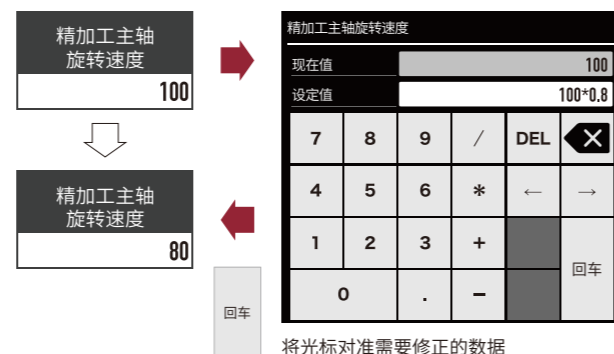 精加工主轴
旋转速度
100
精加工主轴
旋转速度
80
精加工主轴旋转速度
现在值 100
设定值 100*0.8
7 8 9 / DEL
4 5 6 * ← →
1 2 3 +
0 . − 回车
回车
将光标对准需要修正的数据